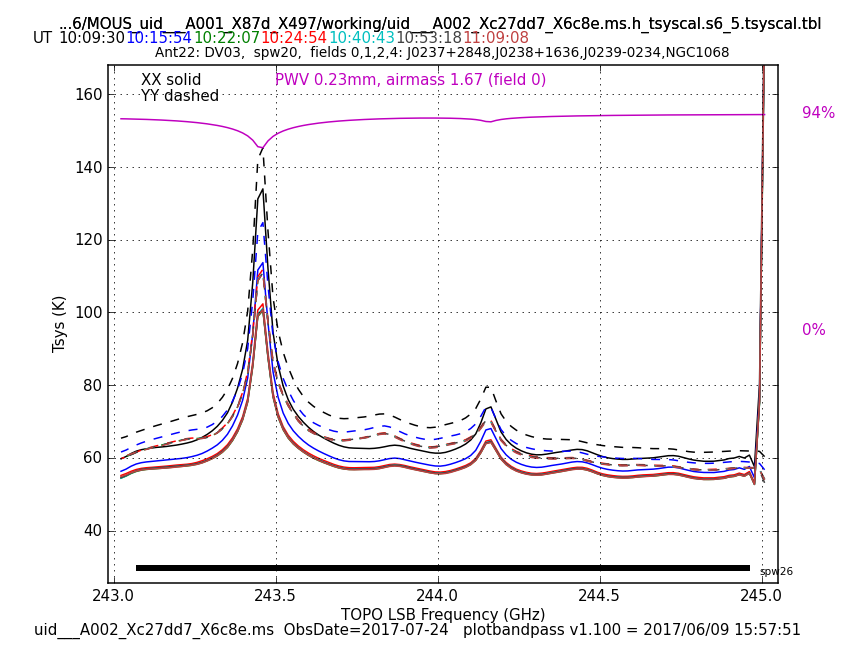 ...6/MOUS_uid___A001_X87d_X497/working/uid___A002_Xc27dd7_X6c8e.ms.h_tsyscal.s6_5.tsyscal.tbl
UT 10:09:30 10:15:54 10:22:07 10:24:54 10:40:43 10:53:18 11:09:08
Ant22: DV03, spw20, fields 0,1,2,4: J0237+2848,J0238+1636,J0239-0234,NGC1068
XX solid
PWV 0.23mm, airmass 1.67 (field 0)
YY dashed
160
140
120
100
80
60
40
94%
0%
Tsys (K)
spw26
243.0
243.5
244.0
244.5
245.0
TOPO LSB Frequency (GHz)
uid___A002_Xc27dd7_X6c8e.ms ObsDate=2017-07-24 plotbandpass v1.100 = 2017/06/09 15:57:51